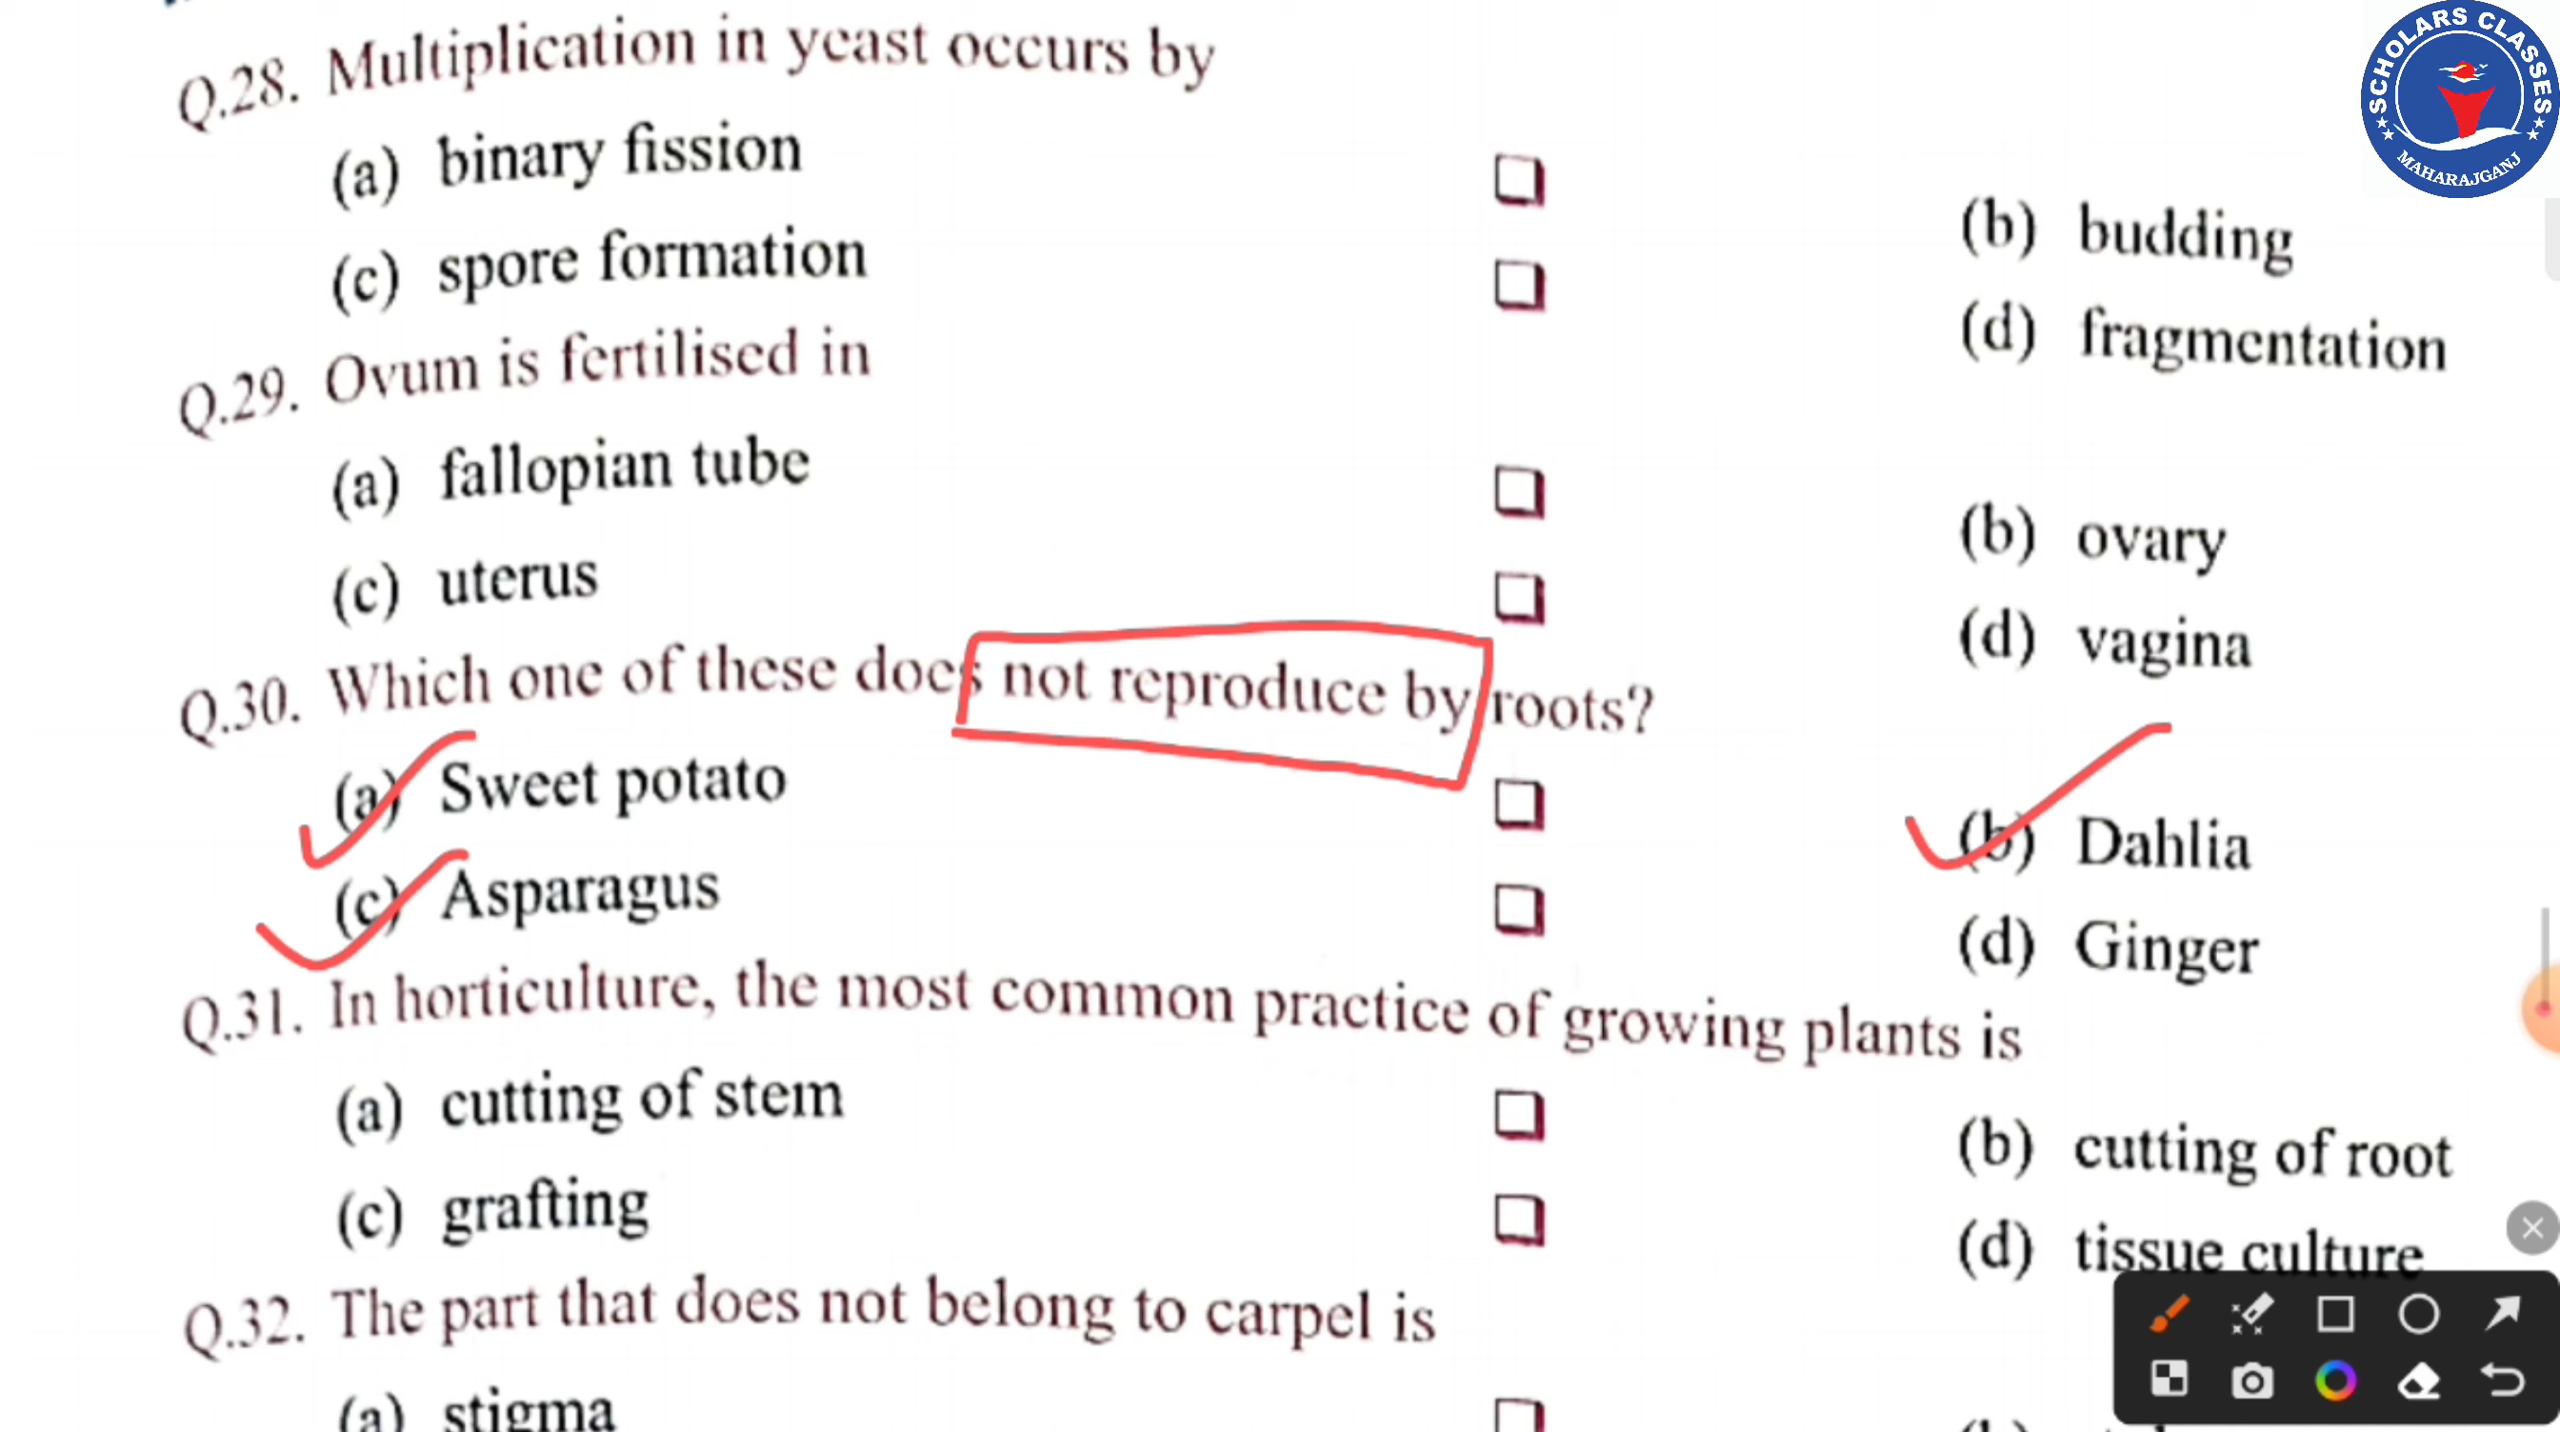 SCHOLARS CLASSES
MAHARAJGANJ
Q.28. Multiplication in yeast occurs by
(a) binary fission
(b) budding
(c) spore formation
(d) fragmentation
Q.29. Ovum is fertilised in
(a) fallopian tube
(b) ovary
(c) uterus
(d) vagina
Q.30. Which one of these does not reproduce by roots?
(a) Sweet potato
(b) Dahlia
(c) Asparagus
(d) Ginger
Q.31. In horticulture, the most common practice of growing plants is
(a) cutting of stem
(b) cutting of root
(c) grafting
(d) tissue culture
Q.32. The part that does not belong to carpel is
(a) stigma